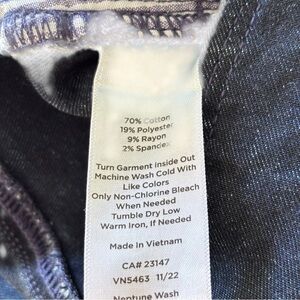 70% Cotton
19% Polyester
9% Rayon
2% Spandex
Turn Garment Inside Out
Machine Wash Cold With
Like Colors
Only Non-Chlorine Bleach
When Needed
Tumble Dry Low
Warm Iron, If Needed
Made In Vietnam
CA# 23147
VN5463 11/22
Neptune Wash